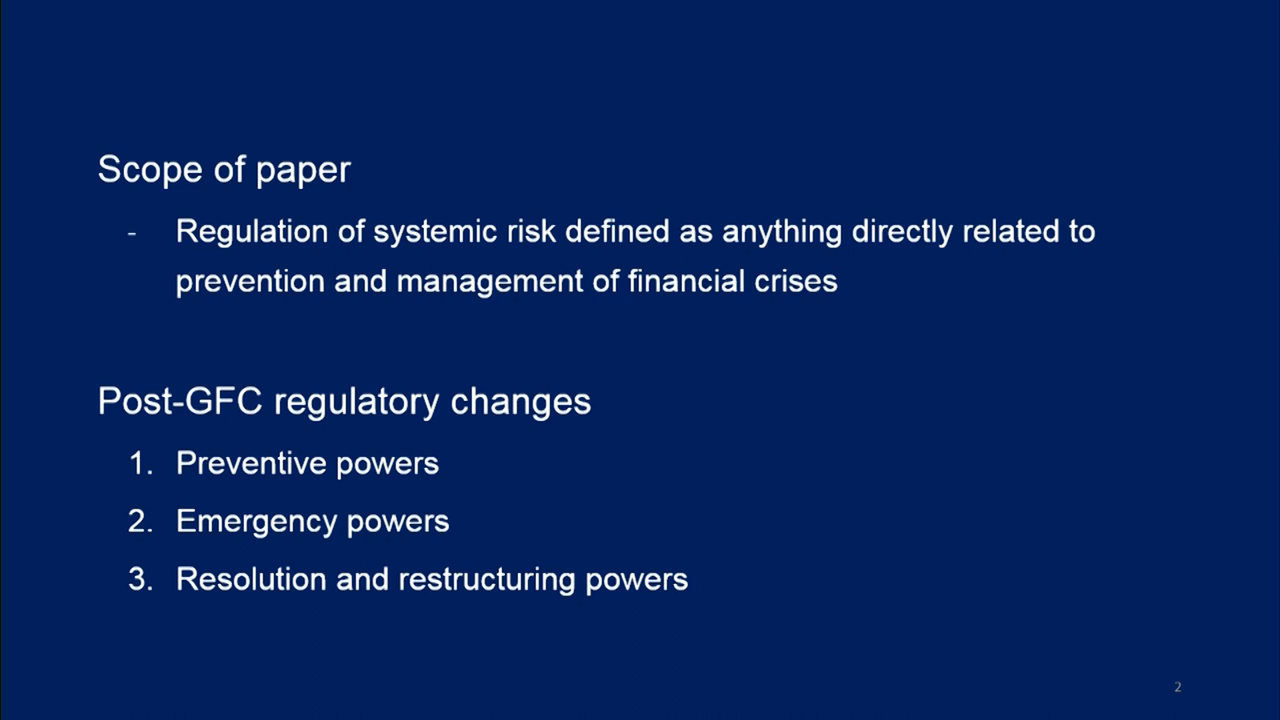 Scope of paper
- Regulation of systemic risk defined as anything directly related to
prevention and management of financial crises
Post-GFC regulatory changes
1. Preventive powers
2. Emergency powers
3. Resolution and restructuring powers
2